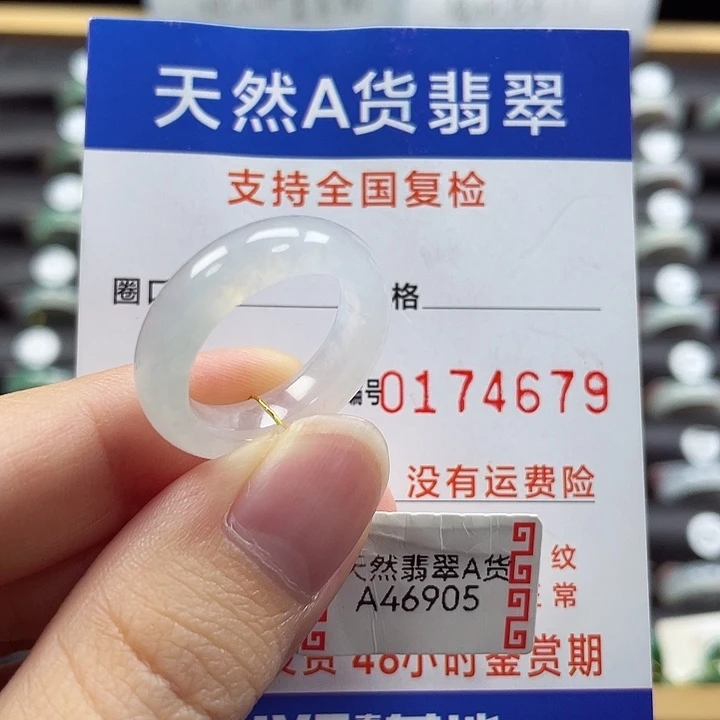 天然A货翡翠
支持全国复检
圈口
格
编号0174679
没有运费险
纹
天然翡翠A货
A46905
常
48小时鉴赏期